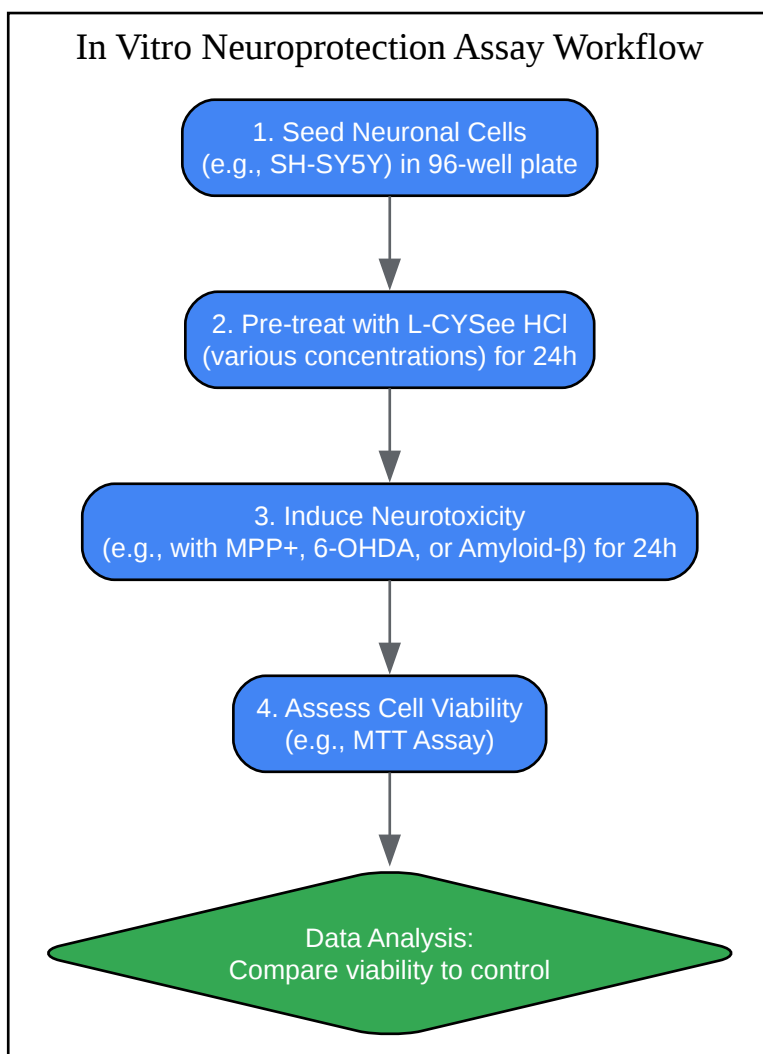 In Vitro Neuroprotection Assay Workflow
1. Seed Neuronal Cells
(e.g., SH-SY5Y) in 96-well plate
2. Pre-treat with L-CYSee HCl
(various concentrations) for 24h
3. Induce Neurotoxicity
(e.g., with MPP+, 6-OHDA, or Amyloid-β) for 24h
4. Assess Cell Viability
(e.g., MTT Assay)
Data Analysis:
Compare viability to control